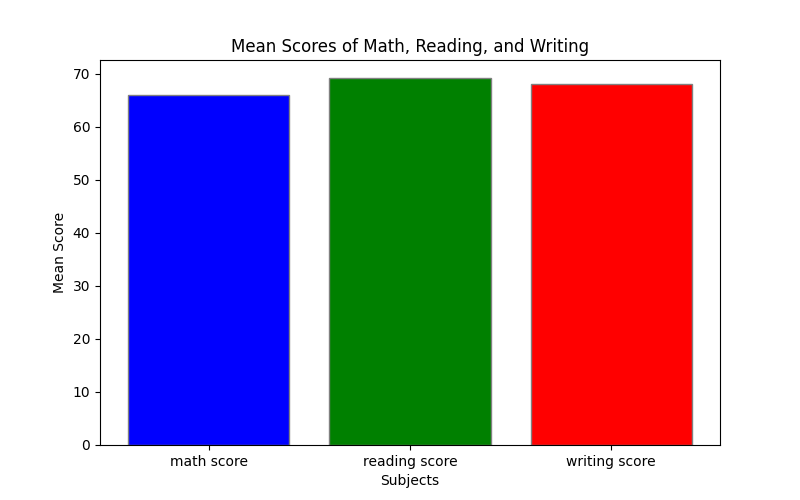 Mean Scores of Math, Reading, and Writing
70
60
50
40
30
20
10
0
Mean Score
math score reading score writing score
Subjects